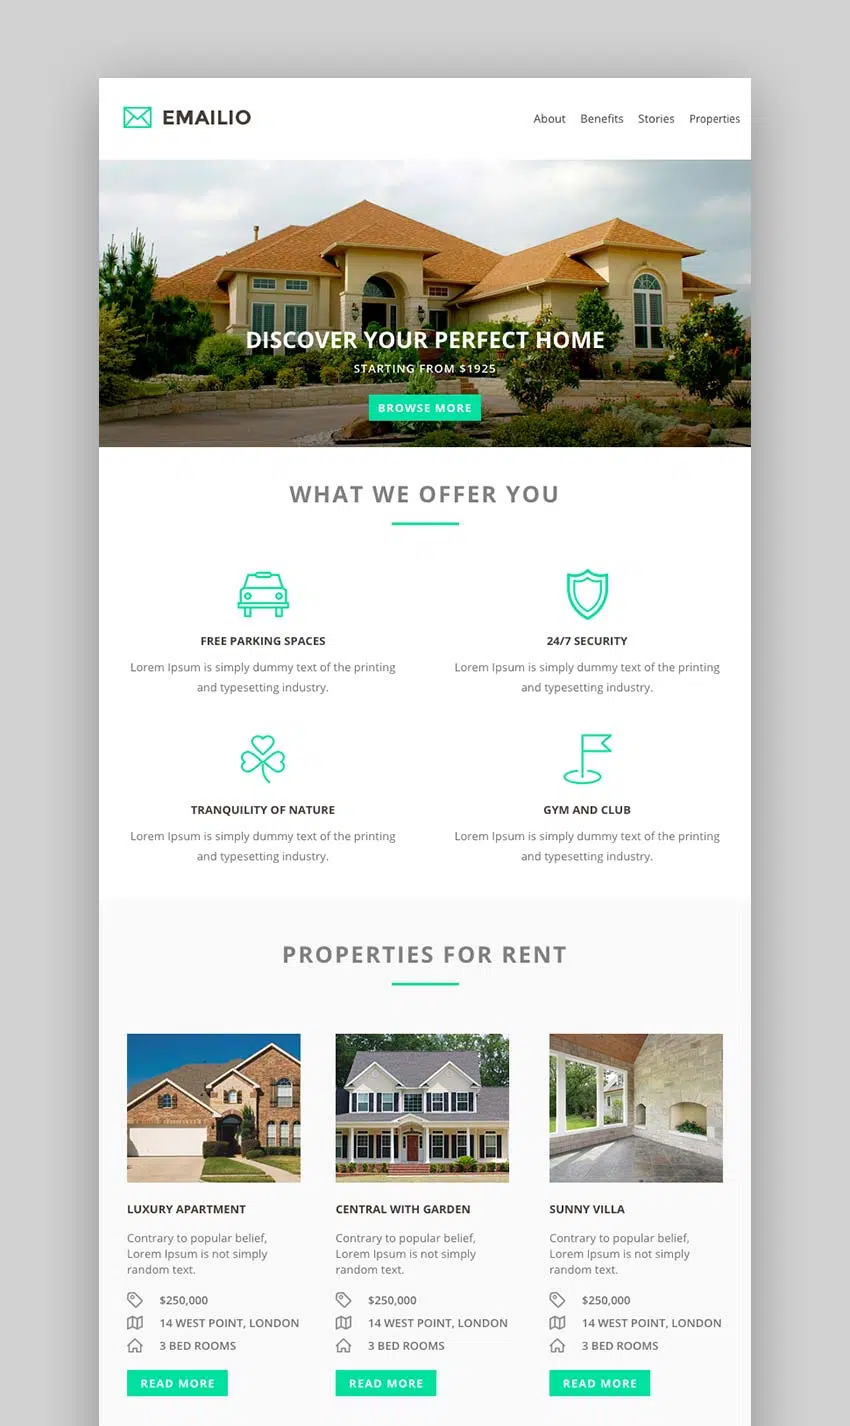 EMAILIO
About Benefits Stories Properties
DISCOVER YOUR PERFECT HOME
STARTING FROM $1925
BROWSE MORE
WHAT WE OFFER YOU
FREE PARKING SPACES
Lorem Ipsum is simply dummy text of the printing
and typesetting industry.
24/7 SECURITY
Lorem Ipsum is simply dummy text of the printing
and typesetting industry.
TRANQUILITY OF NATURE
Lorem Ipsum is simply dummy text of the printing
and typesetting industry.
GYM AND CLUB
Lorem Ipsum is simply dummy text of the printing
and typesetting industry.
PROPERTIES FOR RENT
LUXURY APARTMENT
Contrary to popular belief,
Lorem Ipsum is not simply
random text.
$250,000
14 WEST POINT, LONDON
3 BED ROOMS
READ MORE
CENTRAL WITH GARDEN
Contrary to popular belief,
Lorem Ipsum is not simply
random text.
$250,000
14 WEST POINT, LONDON
3 BED ROOMS
READ MORE
SUNNY VILLA
Contrary to popular belief,
Lorem Ipsum is not simply
random text.
$250,000
14 WEST POINT, LONDON
3 BED ROOMS
READ MORE